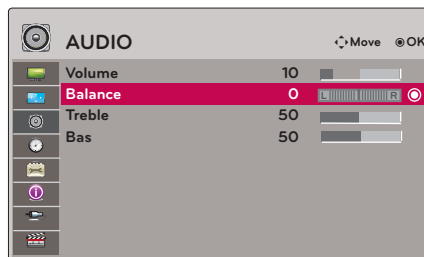 AUDIO Move OK
Volume 10
Balance 0 L R
Treble 50
Bas 50